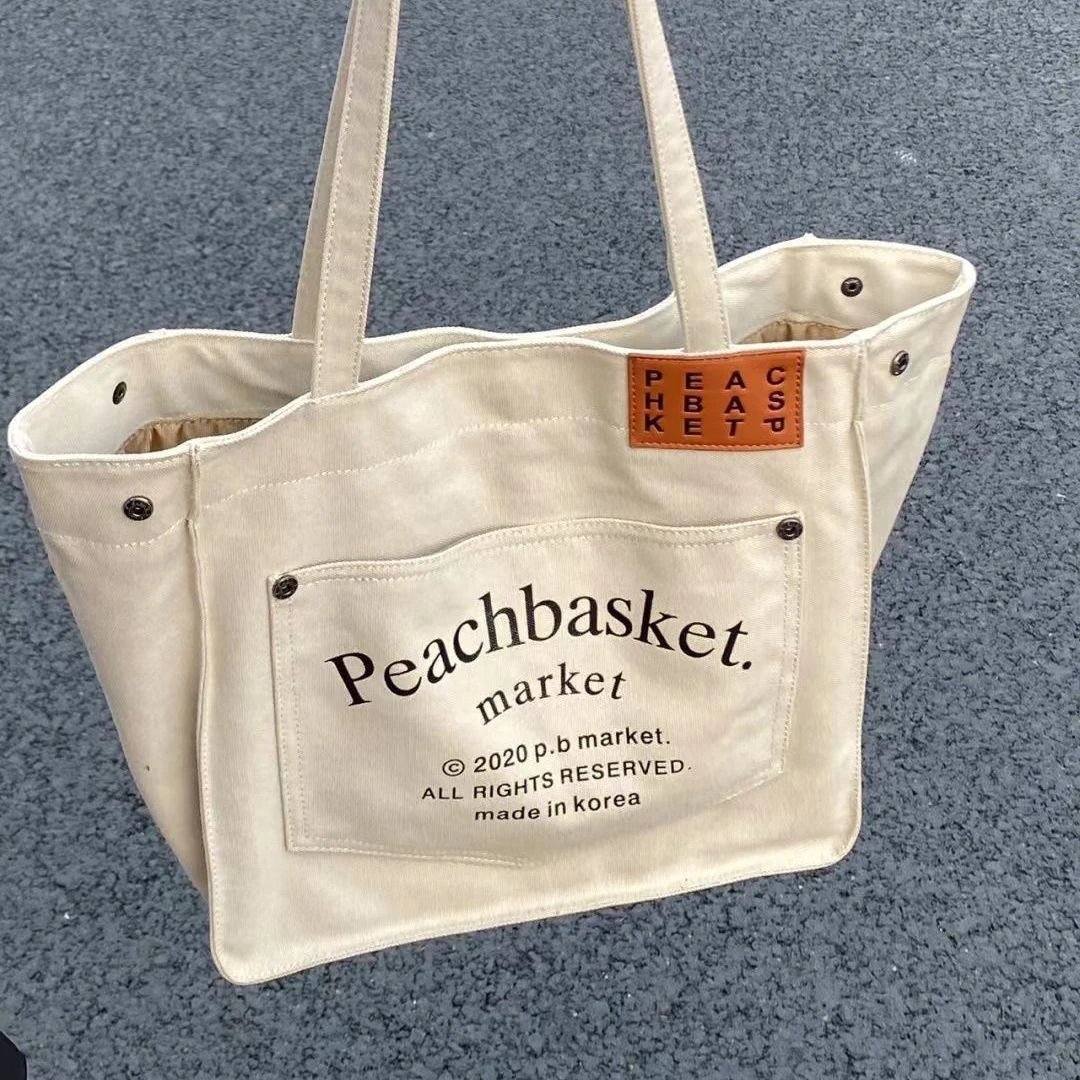 P E A C
H B A S
K E T P
Peachbasket.
market
© 2020 p.b market.
ALL RIGHTS RESERVED.
made in korea